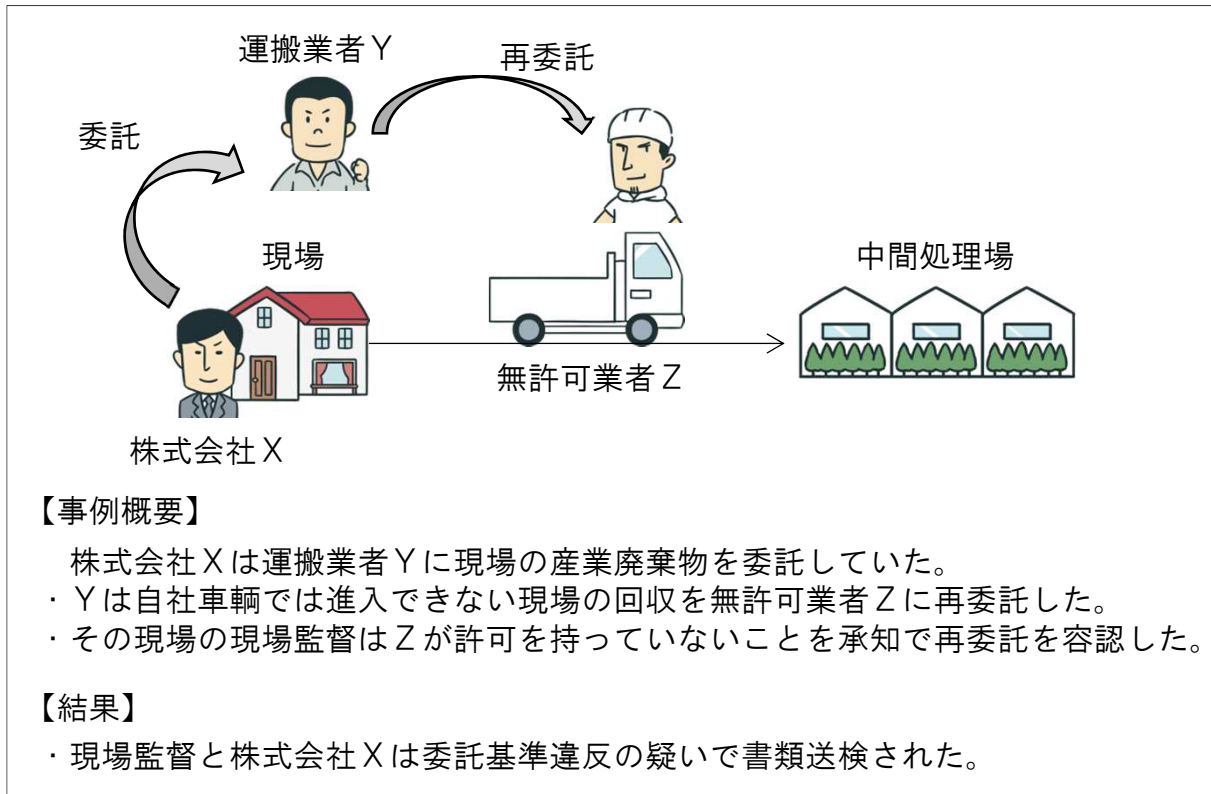 運搬業者Ｙ
再委託
委託
現場
中間処理場
無許可業者Ｚ
株式会社Ｘ
【事例概要】
　株式会社Ｘは運搬業者Ｙに現場の産業廃棄物を委託していた。
・Ｙは自社車輌では進入できない現場の回収を無許可業者Ｚに再委託した。
・その現場の現場監督はＺが許可を持っていないことを承知で再委託を容認した。
【結果】
・現場監督と株式会社Ｘは委託基準違反の疑いで書類送検された。